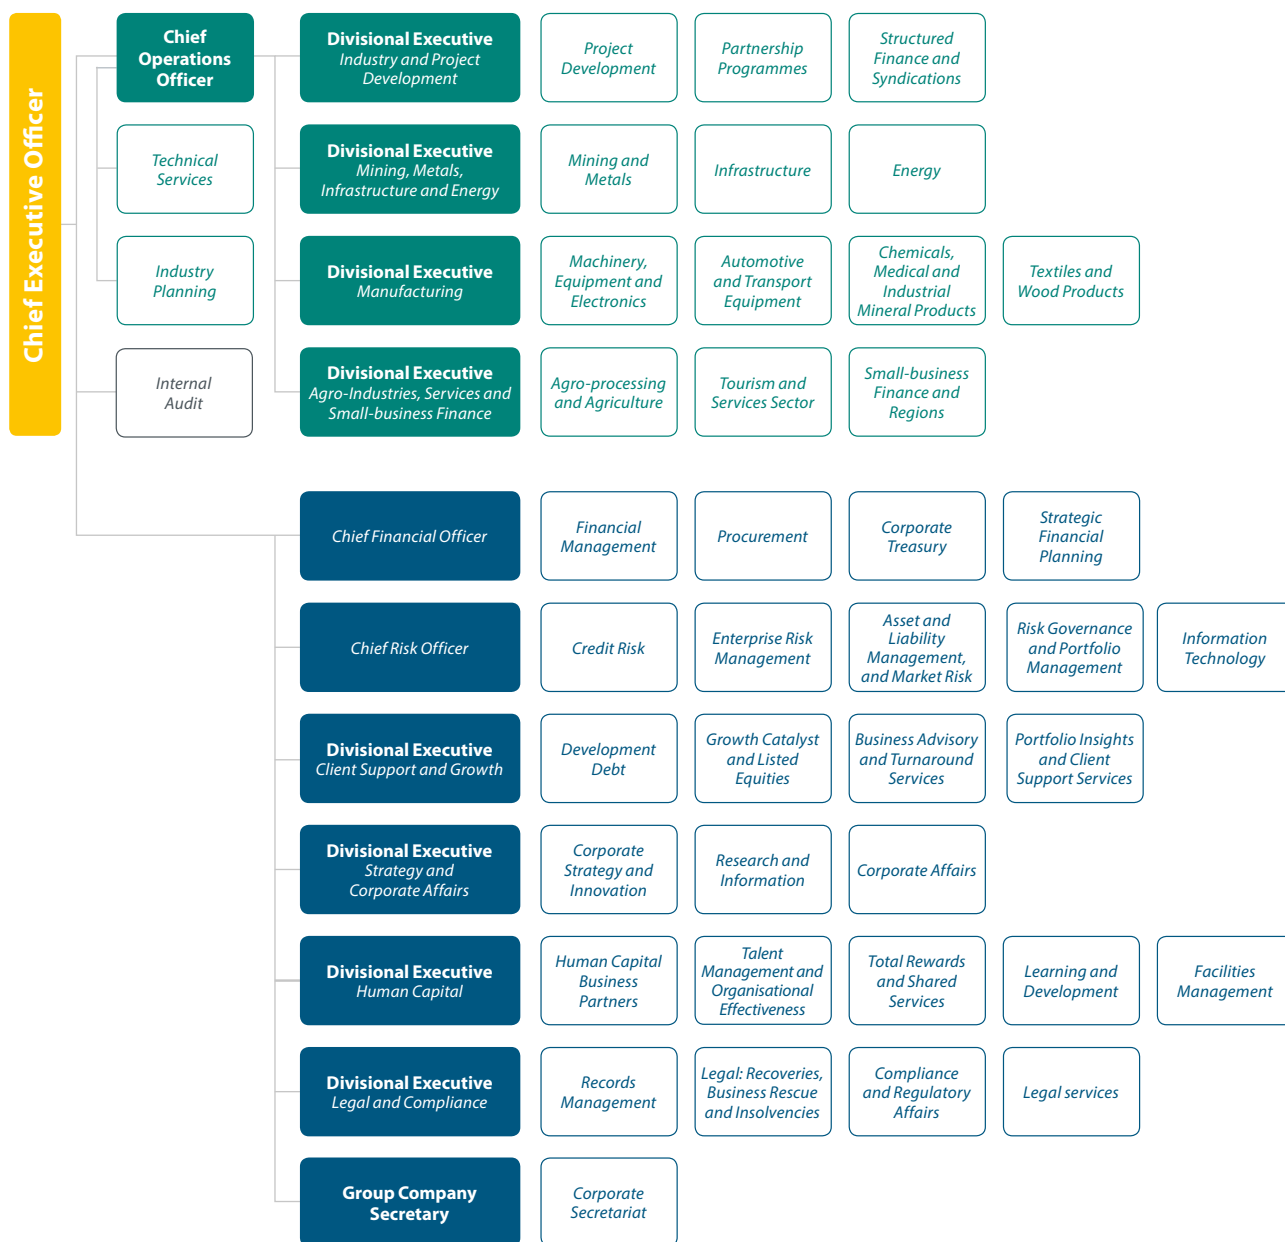 Chief Executive Officer
Chief
Operations
Officer
Technical
Services
Industry
Planning
Internal
Audit
Divisional Executive
Industry and Project
Development
Project
Development
Partnership
Programmes
Structured
Finance and
Syndications
Divisional Executive
Mining, Metals,
Infrastructure and Energy
Mining and
Metals
Infrastructure
Energy
Divisional Executive
Manufacturing
Machinery,
Equipment and
Electronics
Automotive
and Transport
Equipment
Chemicals,
Medical and
Industrial
Mineral Products
Textiles and
Wood Products
Divisional Executive
Agro-Industries, Services and
Small-business Finance
Agro-processing
and Agriculture
Tourism and
Services Sector
Small-business
Finance and
Regions
Chief Financial Officer
Financial
Management
Procurement
Corporate
Treasury
Strategic
Financial
Planning
Chief Risk Officer
Credit Risk
Enterprise Risk
Management
Asset and
Liability
Management,
and Market Risk
Risk Governance
and Portfolio
Management
Information
Technology
Divisional Executive
Client Support and Growth
Development
Debt
Growth Catalyst
and Listed
Equities
Business Advisory
and Turnaround
Services
Portfolio Insights
and Client
Support Services
Divisional Executive
Strategy and
Corporate Affairs
Corporate
Strategy and
Innovation
Research and
Information
Corporate Affairs
Divisional Executive
Human Capital
Human Capital
Business
Partners
Talent
Management and
Organisational
Effectiveness
Total Rewards
and Shared
Services
Learning and
Development
Facilities
Management
Divisional Executive
Legal and Compliance
Records
Management
Legal: Recoveries,
Business Rescue
and Insolvencies
Compliance
and Regulatory
Affairs
Legal services
Group Company
Secretary
Corporate
Secretariat